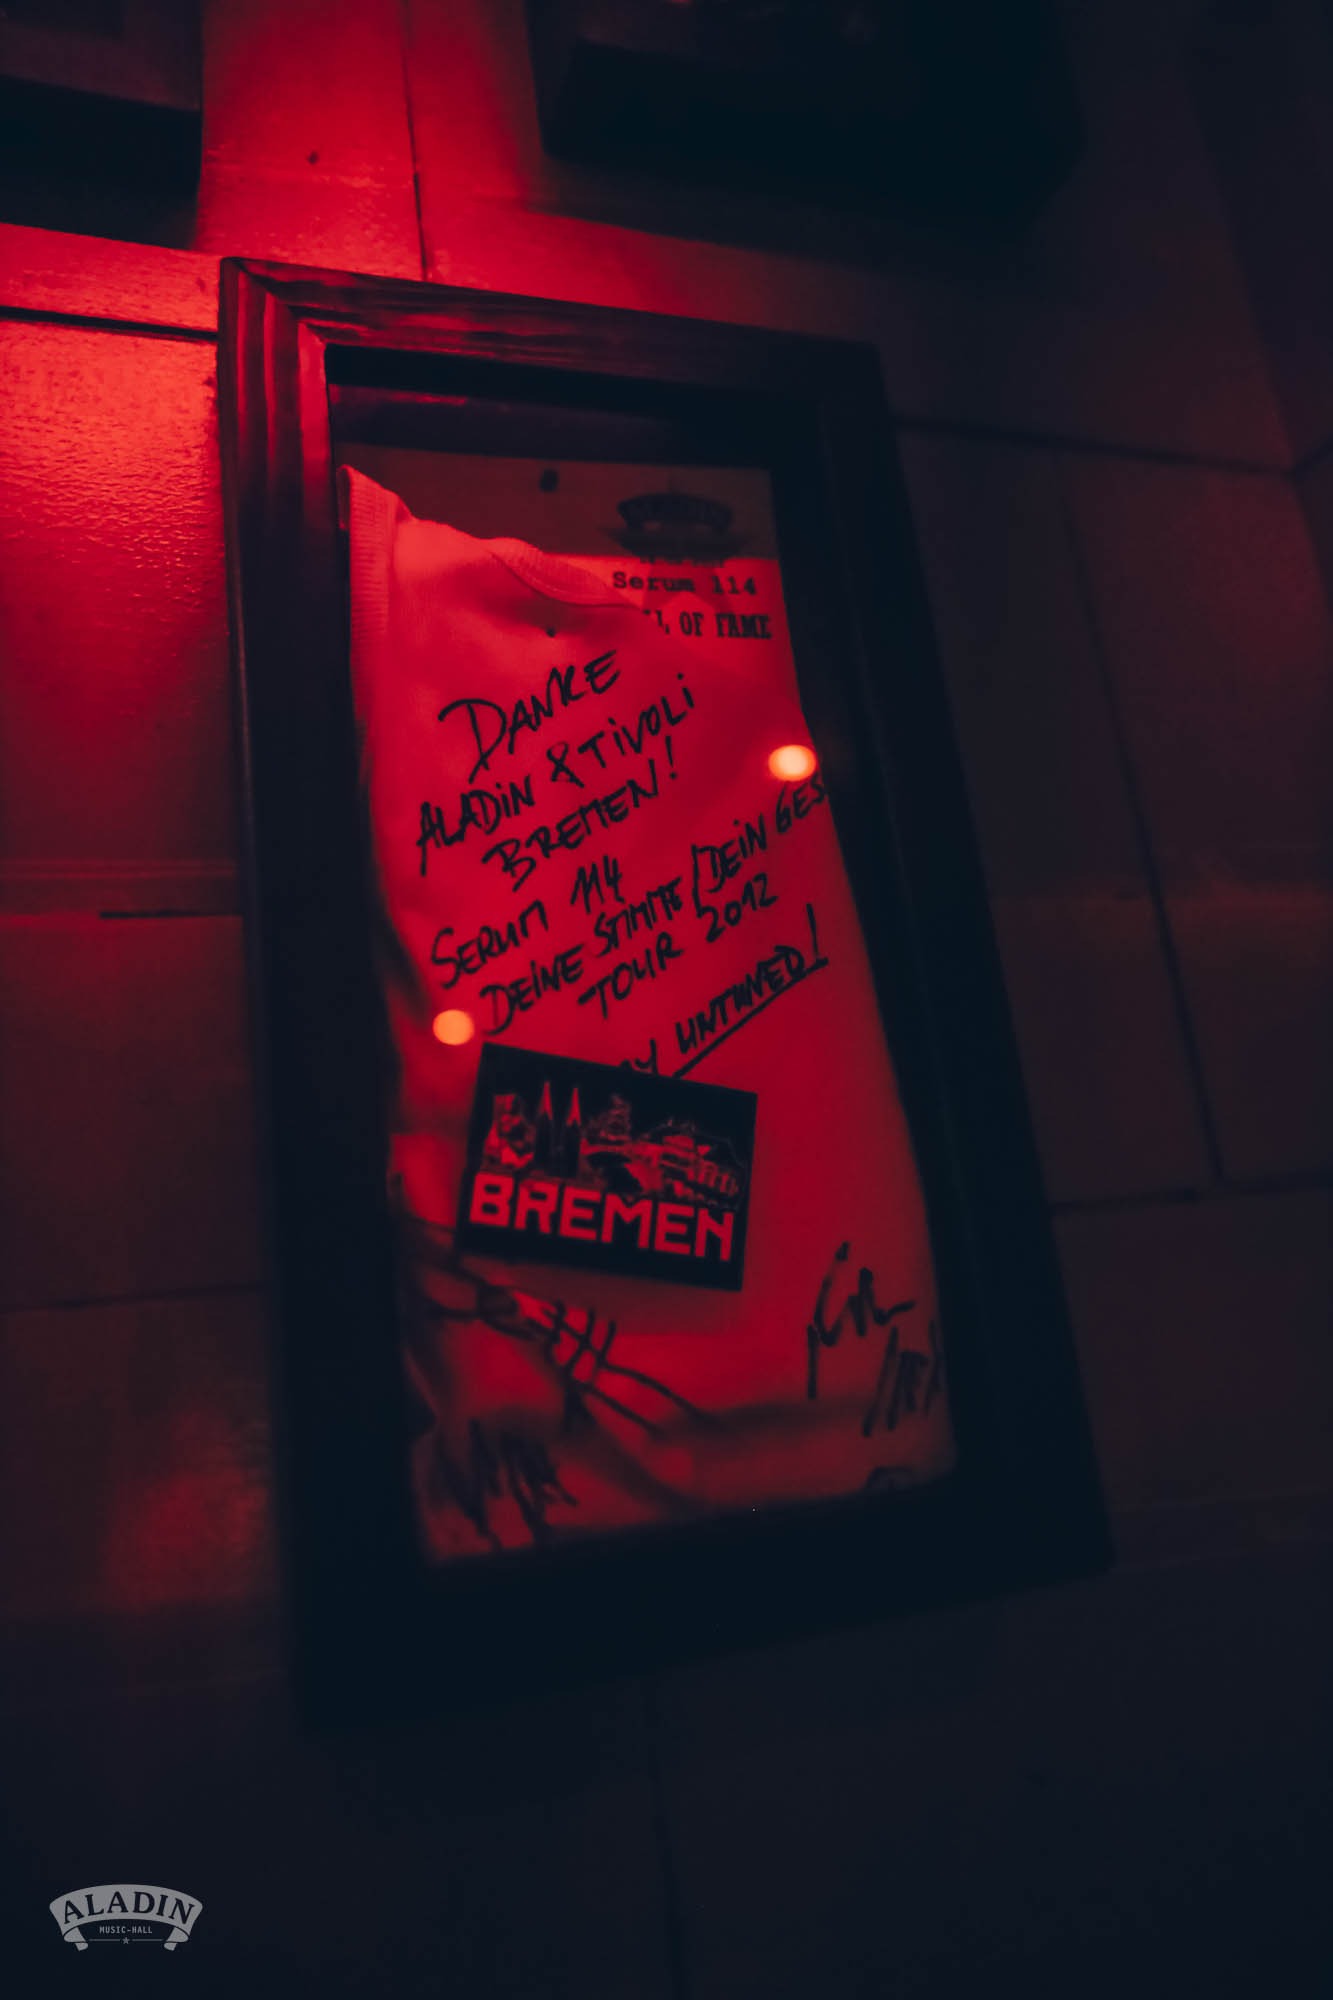 Serum 114
OF FAME
DANKE
ALADIN & TIVOLI
BREMEN!
SERUM 114
DEINE STIMME / DEIN GES
TOUR 2012
UNTUNED!
BREMEN
ALADIN
MUSIC-HALL